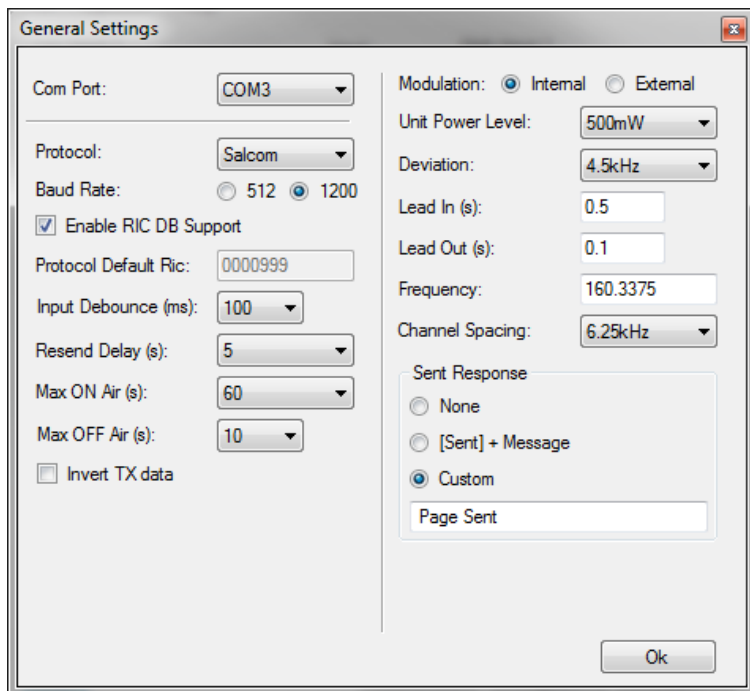 General Settings
Com Port: COM3
Protocol: Salcom
Baud Rate: 512 1200
Enable RIC DB Support
Protocol Default Ric: 0000999
Input Debounce (ms): 100
Resend Delay (s): 5
Max ON Air (s): 60
Max OFF Air (s): 10
Invert TX data
Modulation: Internal External
Unit Power Level: 500mW
Deviation: 4.5kHz
Lead In (s): 0.5
Lead Out (s): 0.1
Frequency: 160.3375
Channel Spacing: 6.25kHz
Sent Response
None
[Sent] + Message
Custom
Page Sent
Ok